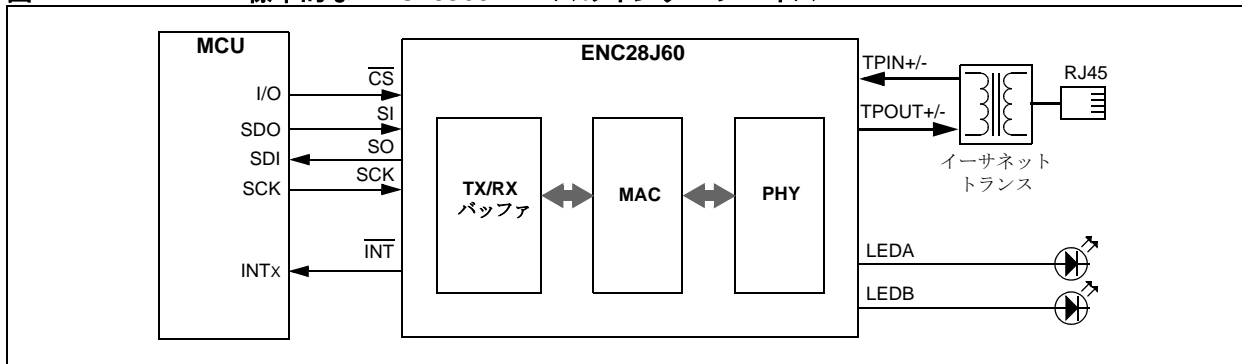 MCU
ENC28J60
I/O
SDO
SDI
SCK
INTx
CS
SI
SO
SCK
INT
TX/RX
バッファ
MAC
PHY
TPIN+/-
TPOUT+/-
RJ45
イーサネット
トランス
LEDA
LEDB